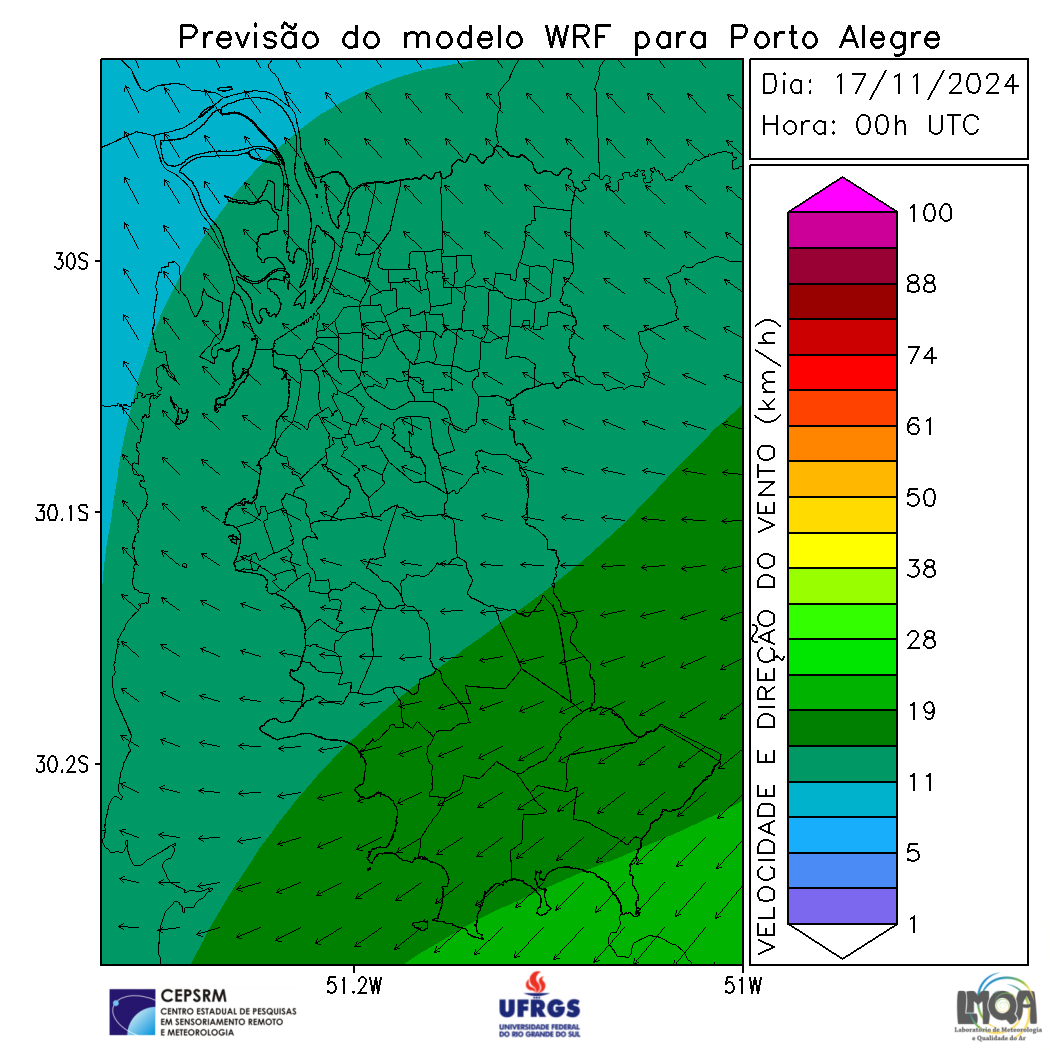 Previsão do modelo WRF para Porto Alegre
Dia: 17/11/2024
Hora: 00h UTC
30S
30.1S
30.2S
51.2W
51W
VELOCIDADE E DIREÇÃO DO VENTO (km/h)
100
88
74
61
50
38
28
19
11
5
1
CEPSRM
CENTRO ESTADUAL DE PESQUISAS
EM SENSORIAMENTO REMOTO
E METEOROLOGIA
UFRGS
UNIVERSIDADE FEDERAL
DO RIO GRANDE DO SUL
LMQA
Laboratório de Meteorologia
e Qualidade do Ar